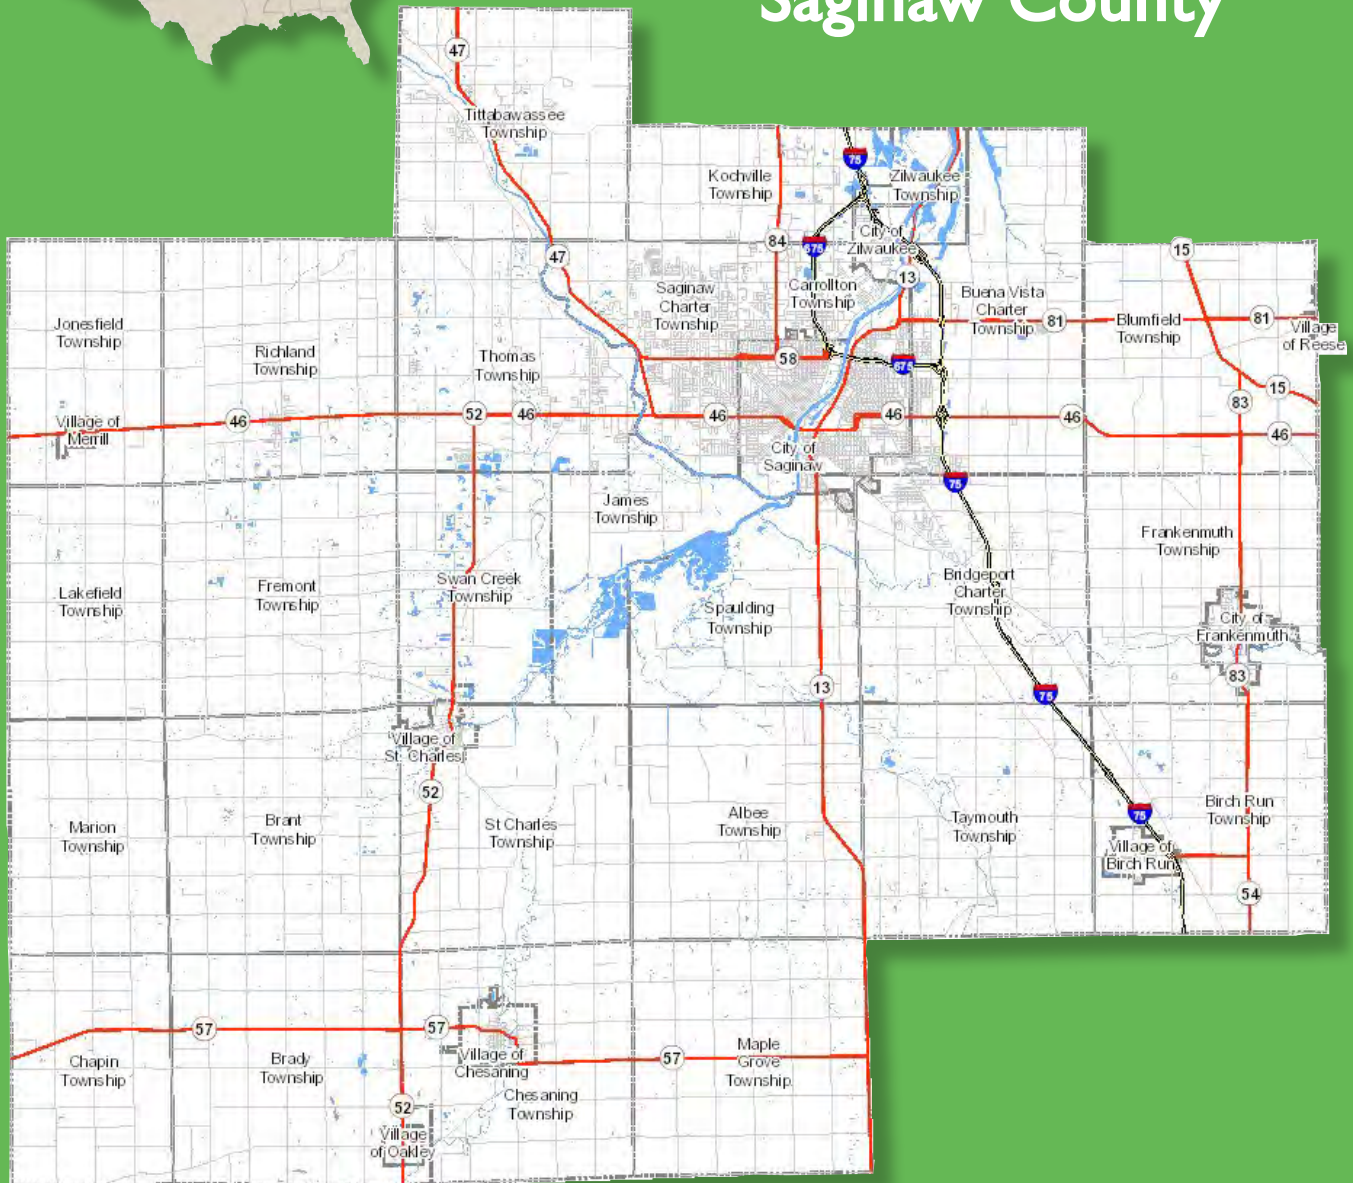 Saginaw County
47
Tittabawassee
Township
75
Kochville
Township
Zilwaukee
Township
84
675
City of
Zilwaukee
15
47
13
Saginaw
Charter
Township
Carrollton
Township
Buena Vista
Charter
Township
81
Blumfield
Township
81
Village
of Reese
Jonesfield
Township
Richland
Township
Thomas
Township
58
675
15
83
Village of
Merrill
46
52
46
46
46
46
46
City of
Saginaw
75
James
Township
Frankenmuth
Township
Lakefield
Township
Fremont
Township
Swan Creek
Township
Bridgeport
Charter
Township
Spaulding
Township
City of
Frankenmuth
83
13
75
Village of
St. Charles
52
Marion
Township
Brant
Township
St Charles
Township
Albee
Township
Taymouth
Township
75
Birch Run
Township
Village of
Birch Run
54
57
57
Village of
Chesaning
57
Maple
Grove
Township
Chapin
Township
Brady
Township
Chesaning
Township
52
Village
of Oakley